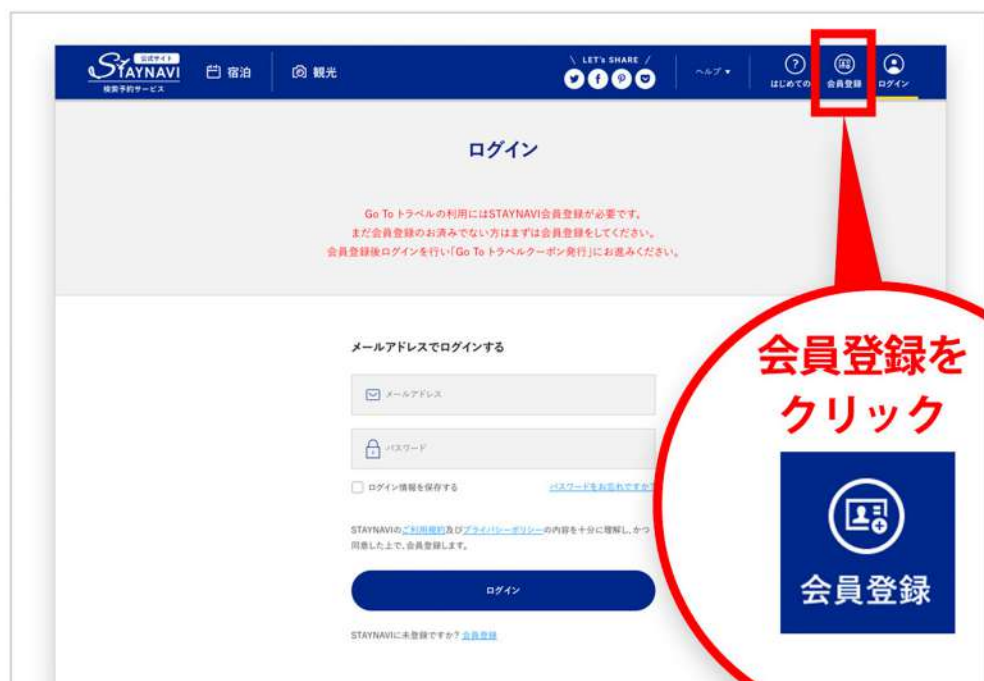 公式サイト
STAYNAVI
検索予約サービス
宿泊
観光
\ LET's SHARE /
ヘルプ ▾
はじめての
会員登録
ログイン
ログイン
Go To トラベルの利用にはSTAYNAVI会員登録が必要です。
まだ会員登録のお済みでない方はまずは会員登録をしてください。
会員登録後ログインを行い「Go To トラベルクーポン発行」にお進みください。
メールアドレスでログインする
メールアドレス
パスワード
ログイン情報を保存する
パスワードをお忘れですか?
STAYNAVIのご利用規約及びプライバシーポリシーの内容を十分に理解し、かつ
同意した上で、会員登録します。
ログイン
STAYNAVIに未登録ですか? 会員登録
会員登録を
クリック
会員登録